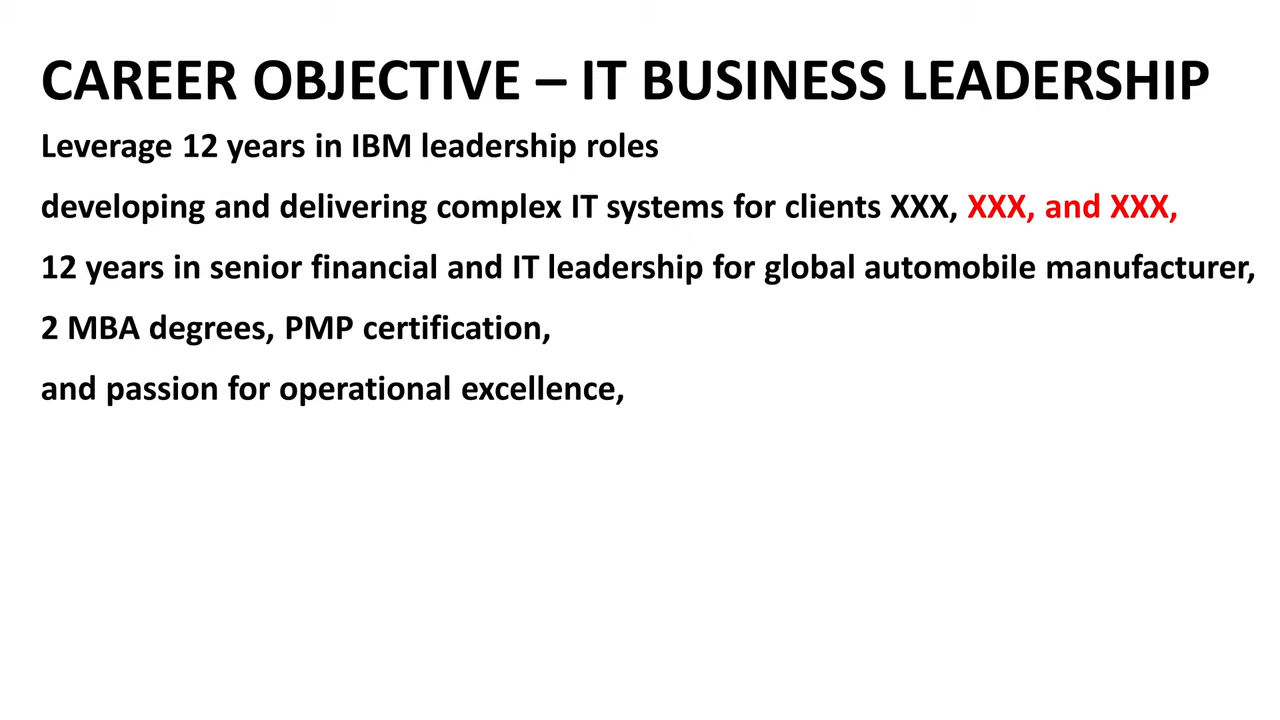 CAREER OBJECTIVE – IT BUSINESS LEADERSHIP
Leverage 12 years in IBM leadership roles
developing and delivering complex IT systems for clients XXX, XXX, and XXX,
12 years in senior financial and IT leadership for global automobile manufacturer,
2 MBA degrees, PMP certification,
and passion for operational excellence,